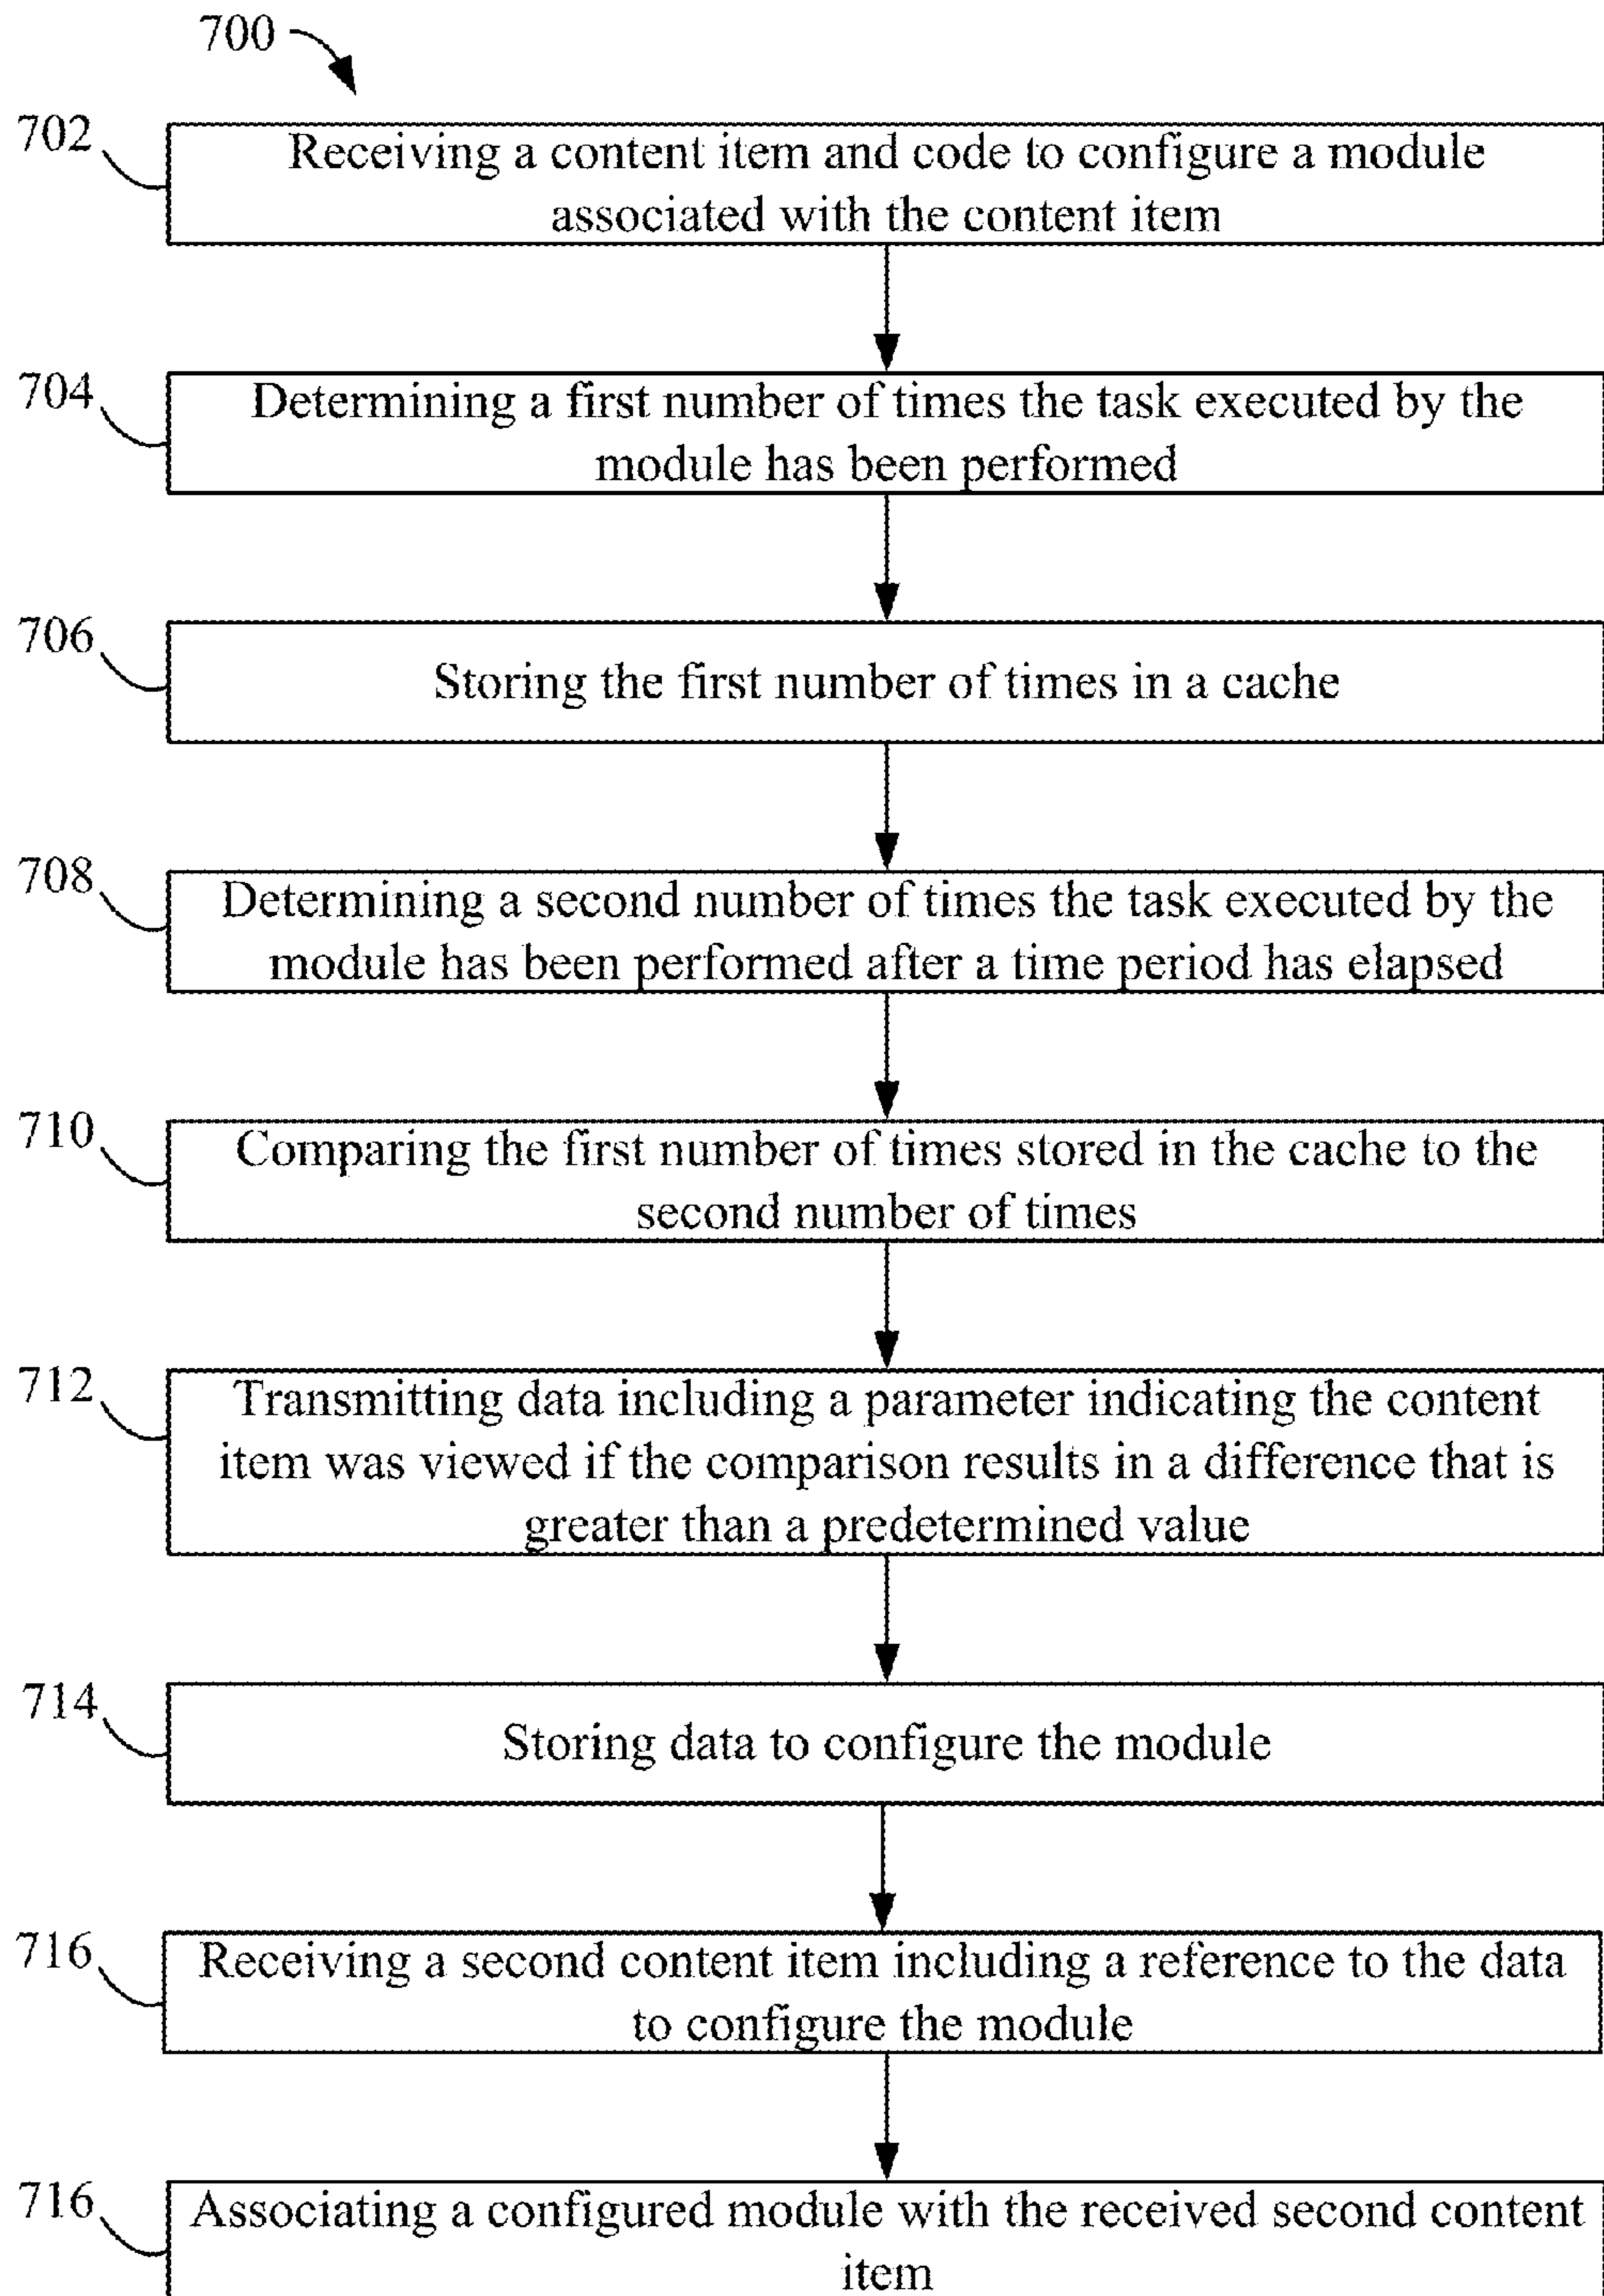 700
702
Receiving a content item and code to configure a module
associated with the content item
704
Determining a first number of times the task executed by the
module has been performed
706
Storing the first number of times in a cache
708
Determining a second number of times the task executed by the
module has been performed after a time period has elapsed
710
Comparing the first number of times stored in the cache to the
second number of times
712
Transmitting data including a parameter indicating the content
item was viewed if the comparison results in a difference that is
greater than a predetermined value
714
Storing data to configure the module
716
Receiving a second content item including a reference to the data
to configure the module
716
Associating a configured module with the received second content
item